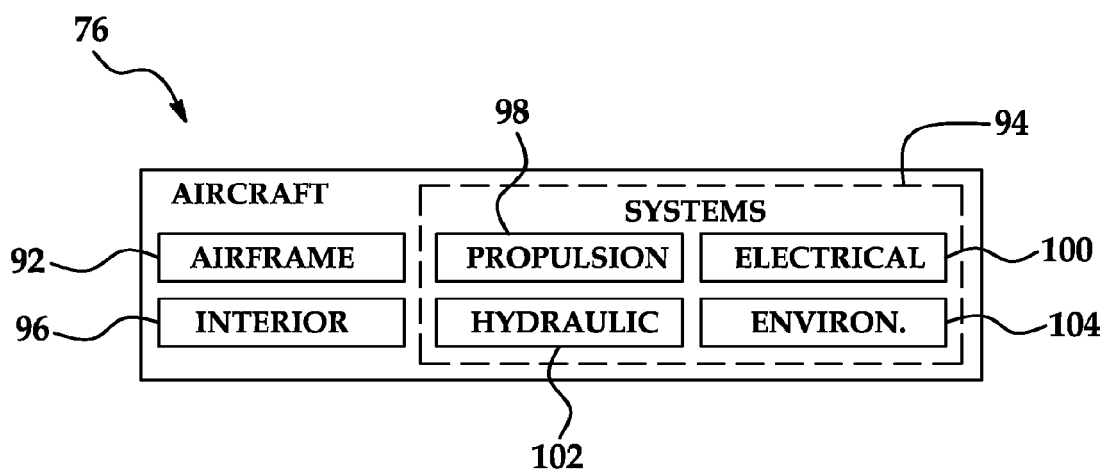 76
98
94
AIRCRAFT
SYSTEMS
92
AIRFRAME
PROPULSION
ELECTRICAL
100
96
INTERIOR
HYDRAULIC
ENVIRON.
104
102